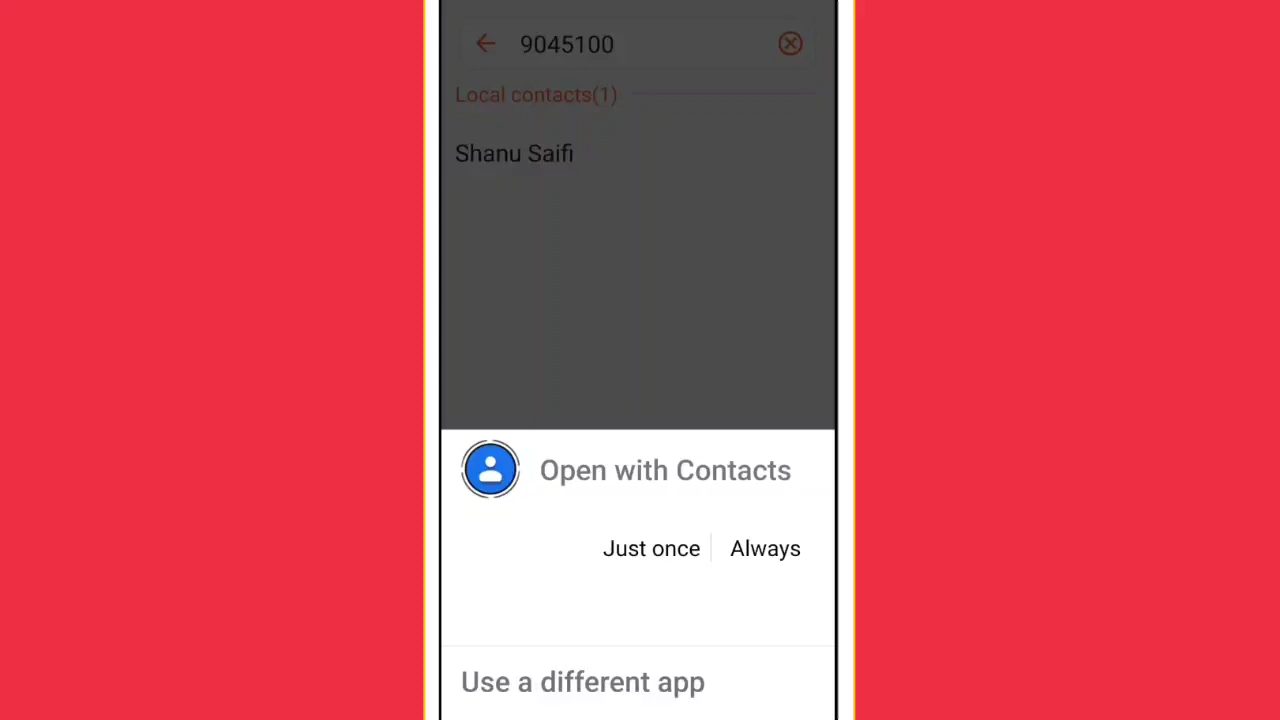 9045100
Local contacts(1)
Shanu Saifi
Open with Contacts
Just once
Always
Use a different app